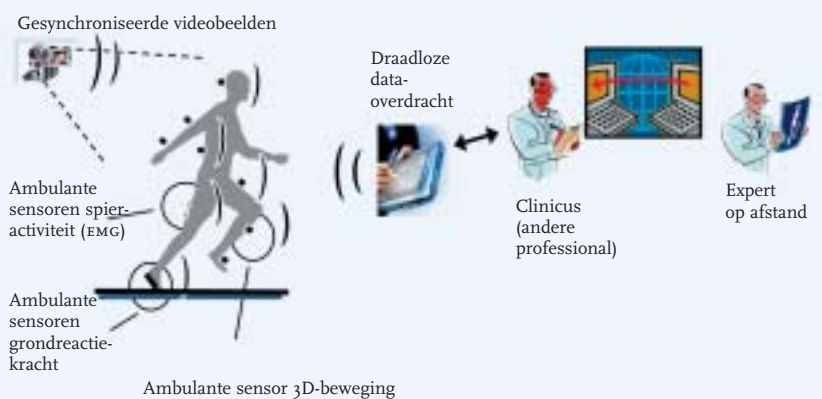 Gesynchroniseerde videobeelden
Draadloze
data-
overdracht
Ambulante
sensoren spier-
activiteit (EMG)
Clinicus
(andere
professional)
Expert
op afstand
Ambulante
sensoren
grondreactie-
kracht
Ambulante sensor 3D-beweging